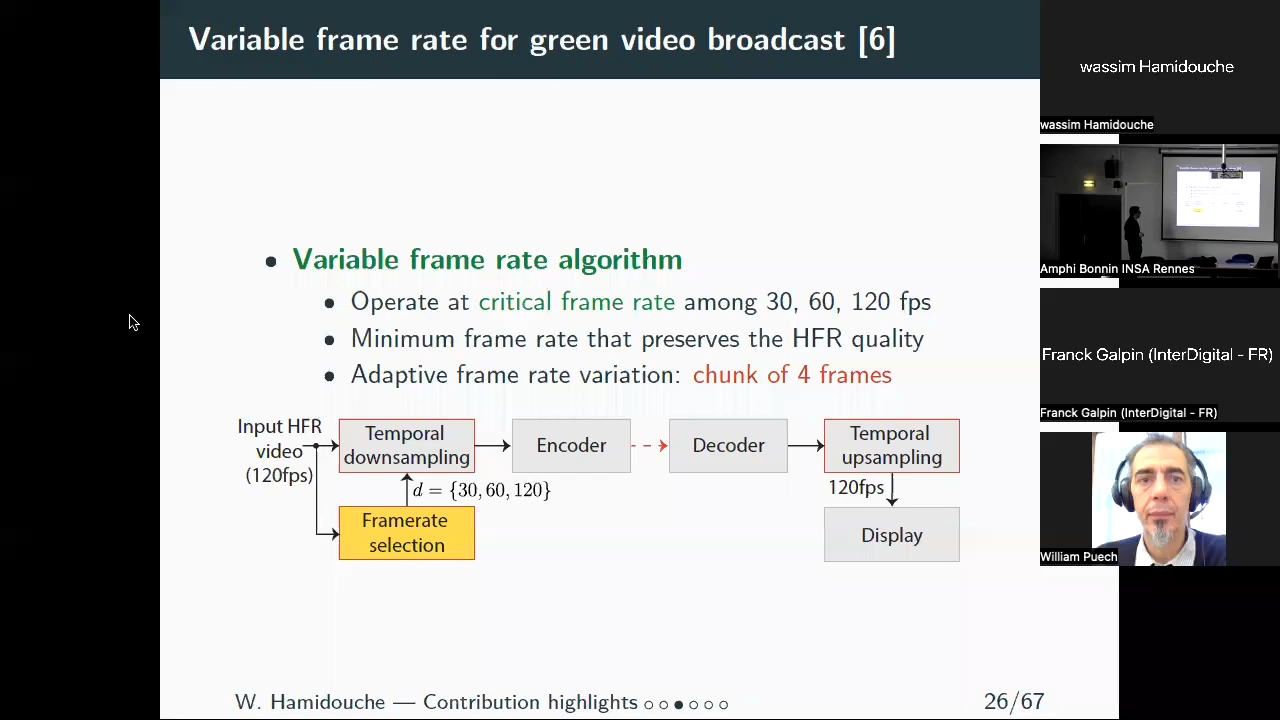 Variable frame rate for green video broadcast [6]
• Variable frame rate algorithm
• Operate at critical frame rate among 30, 60, 120 fps
• Minimum frame rate that preserves the HFR quality
• Adaptive frame rate variation: chunk of 4 frames
Input HFR
video
(120fps)
Temporal
downsampling
Encoder
Decoder
Temporal
upsampling
d = {30, 60, 120}
120fps
Framerate
selection
Display
W. Hamidouche — Contribution highlights
26/67
wassim Hamidouche
wassim Hamidouche
Amphi Bonnin INSA Rennes
Franck Galpin (InterDigital - FR)
Franck Galpin (InterDigital - FR)
William Puech